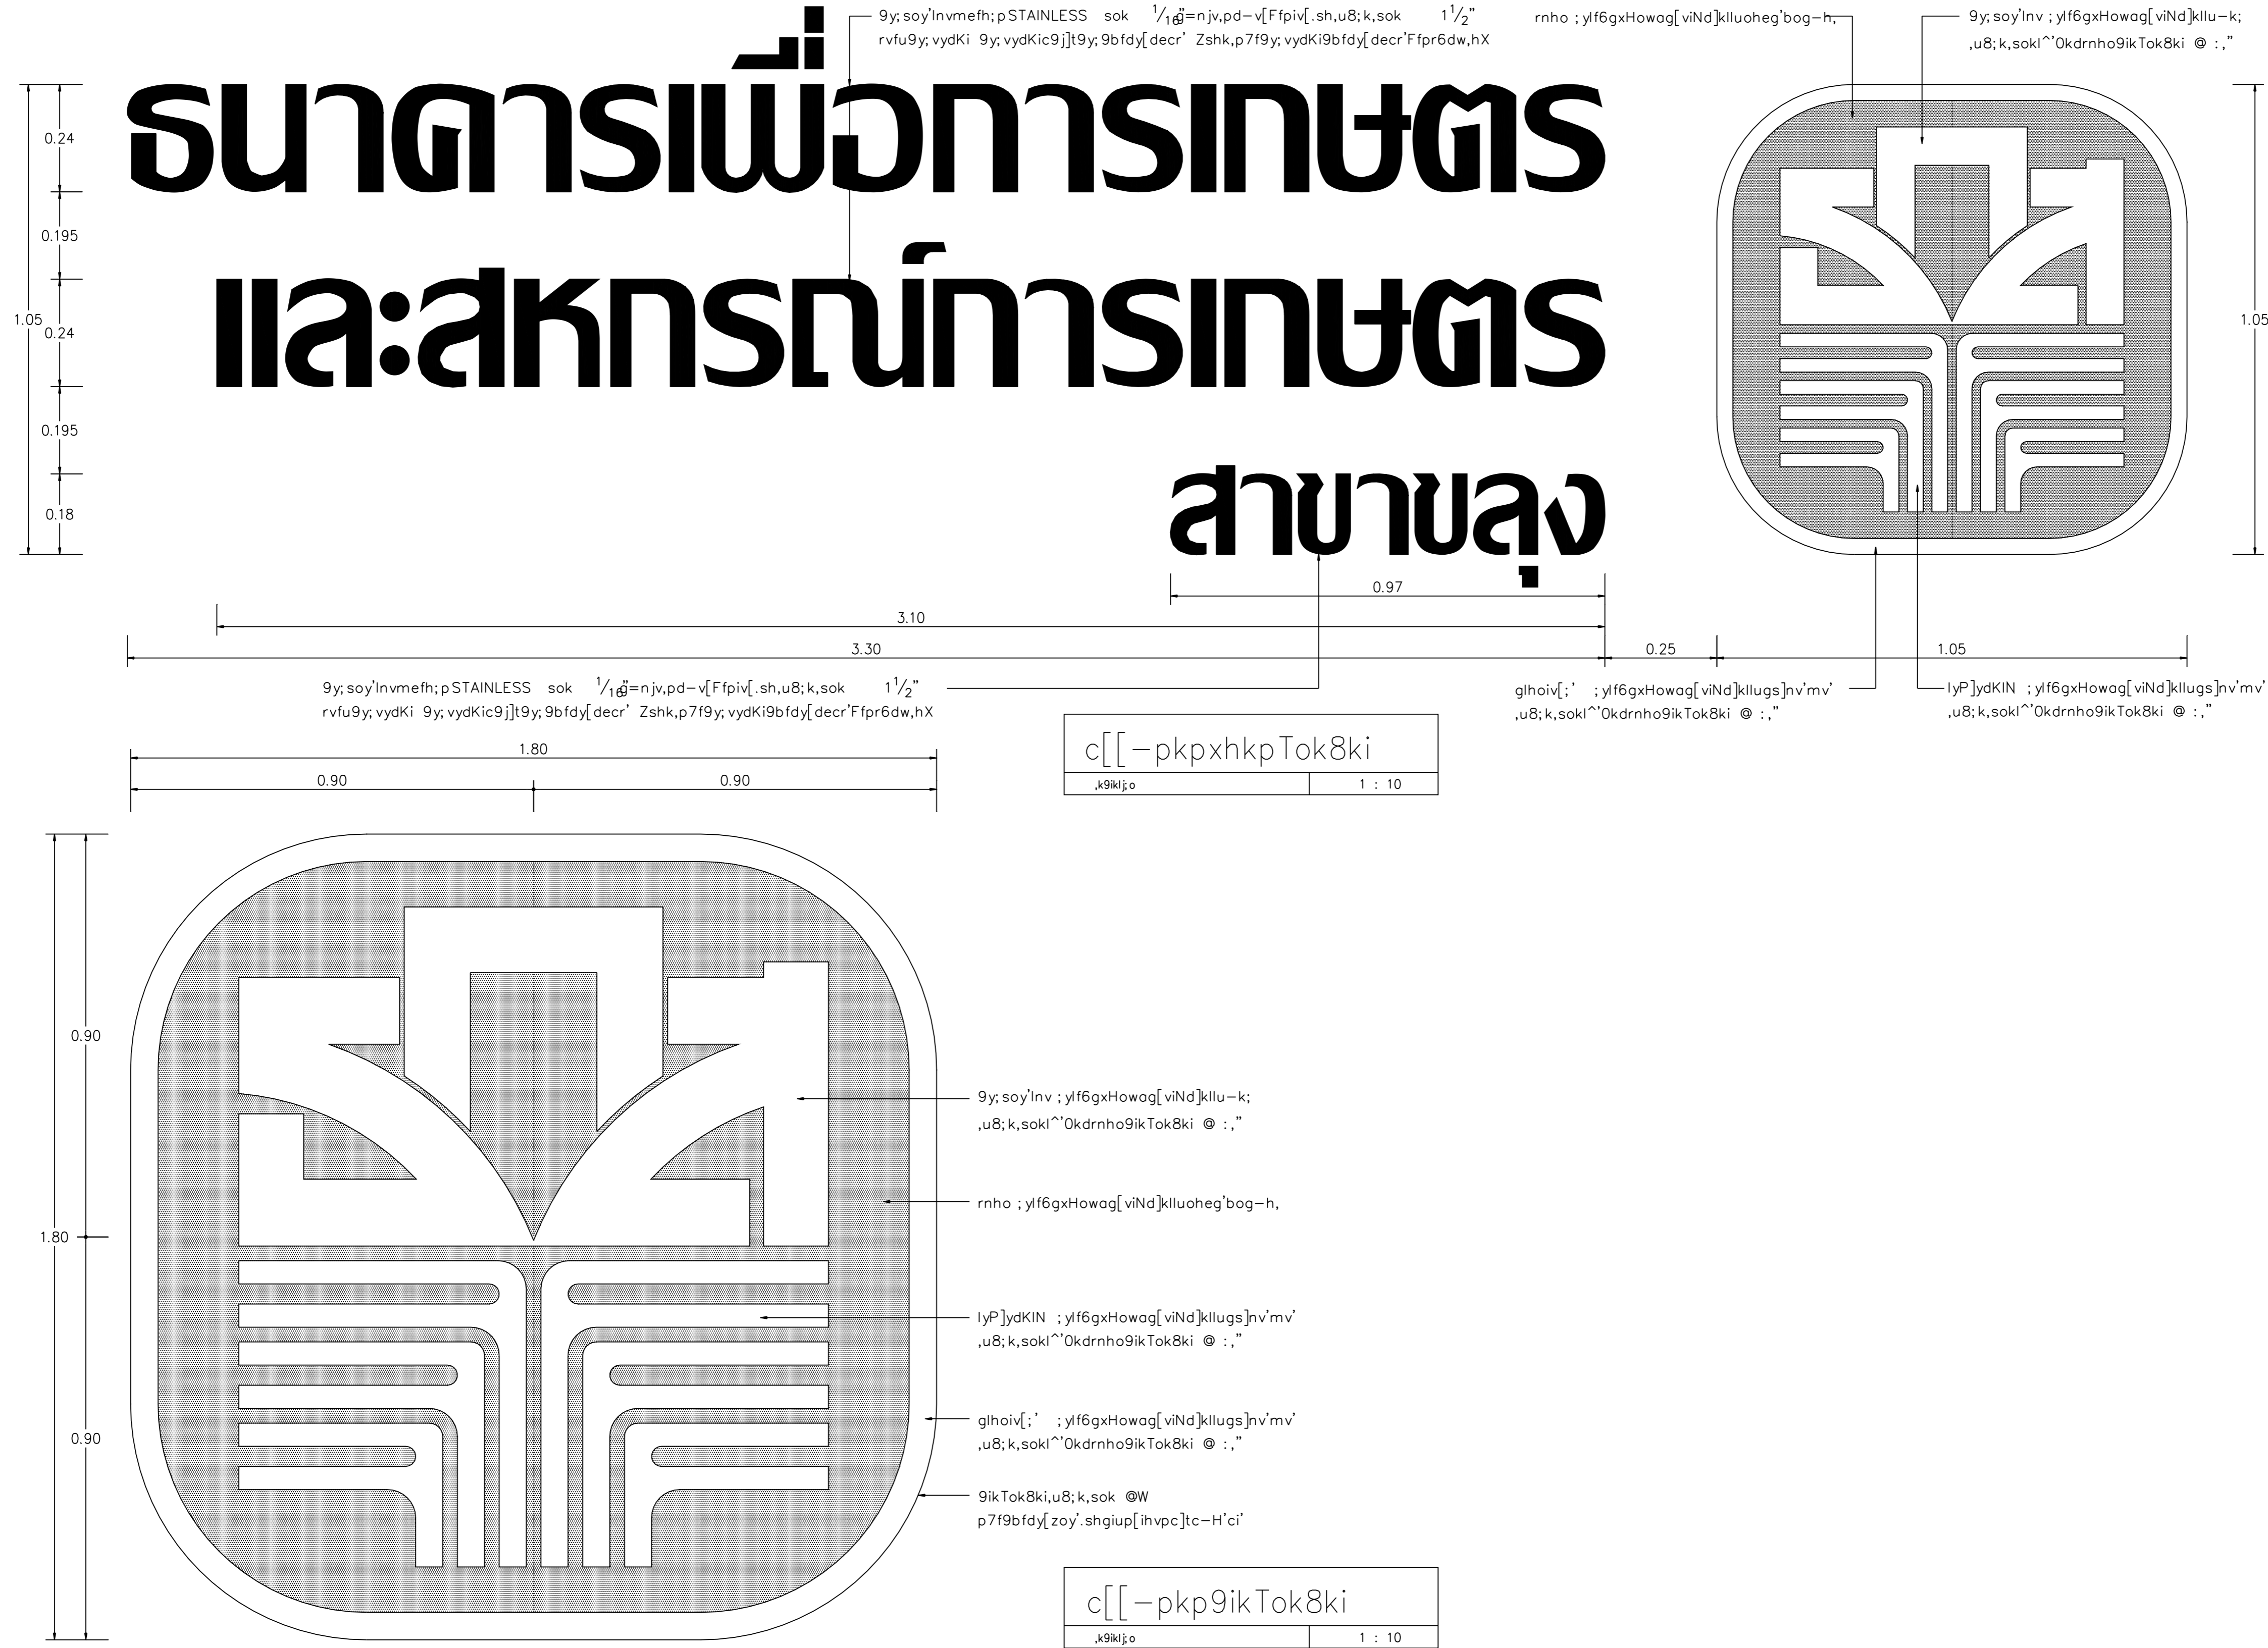 9y;soy'lnvmefh;pSTAINLESS sok 1/16"g=njv,pd-v[Ffpiv[.sh,u8;k,sok 1 1/2"
rvfu9y;vydKi 9y;vydKic9j]t9y;9bfdy[decr' Zshk,p7f9y;vydKi9bfdy[decr'Ffpr6dw,hX
rnho ;ylf6gxHowag[viNd]klluoheg'bog-h,
9y;soy'lnv ;ylf6gxHowag[viNd]kllu-k;
,u8;k,sokl^'0kdrnho9ikTok8ki @ :,"
ธนาคารเพื่อการเกษตร
และสหกรณ์การเกษตร
สาขาขลุง
0.24
0.195
1.05
0.24
0.195
0.18
1.05
0.97
3.10
3.30
0.25
1.05
9y;soy'lnvmefh;pSTAINLESS sok 1/16"g=njv,pd-v[Ffpiv[.sh,u8;k,sok 1 1/2"
rvfu9y;vydKi 9y;vydKic9j]t9y;9bfdy[decr' Zshk,p7f9y;vydKi9bfdy[decr'Ffpr6dw,hX
glhoiv[;' ;ylf6gxHowag[viNd]kllugs]nv'mv'
,u8;k,sokl^'0kdrnho9ikTok8ki @ :,"
lyP]ydKIN ;ylf6gxHowag[viNd]kllugs]nv'mv'
,u8;k,sokl^'0kdrnho9ikTok8ki @ :,"
c[[-pkpxhkpTok8ki
,k9iklj;o 1 : 10
1.80
0.90 0.90
0.90
1.80
0.90
9y;soy'lnv ;ylf6gxHowag[viNd]kllu-k;
,u8;k,sokl^'0kdrnho9ikTok8ki @ :,"
rnho ;ylf6gxHowag[viNd]klluoheg'bog-h,
lyP]ydKIN ;ylf6gxHowag[viNd]kllugs]nv'mv'
,u8;k,sokl^'0kdrnho9ikTok8ki @ :,"
glhoiv[;' ;ylf6gxHowag[viNd]kllugs]nv'mv'
,u8;k,sokl^'0kdrnho9ikTok8ki @ :,"
9ikTok8ki,u8;k,sok @W
p7f9bfdy[zoy'.shgiup[ihvpc]tc-H'ci'
c[[-pkp9ikTok8ki
,k9iklj;o 1 : 10